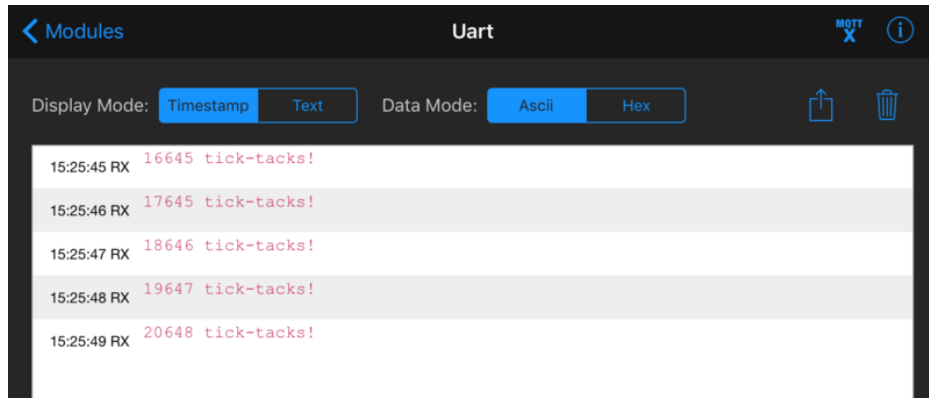 Modules Uart MQTT X i
Display Mode: Timestamp Text Data Mode: Ascii Hex
15:25:45 RX 16645 tick-tacks!
15:25:46 RX 17645 tick-tacks!
15:25:47 RX 18646 tick-tacks!
15:25:48 RX 19647 tick-tacks!
15:25:49 RX 20648 tick-tacks!